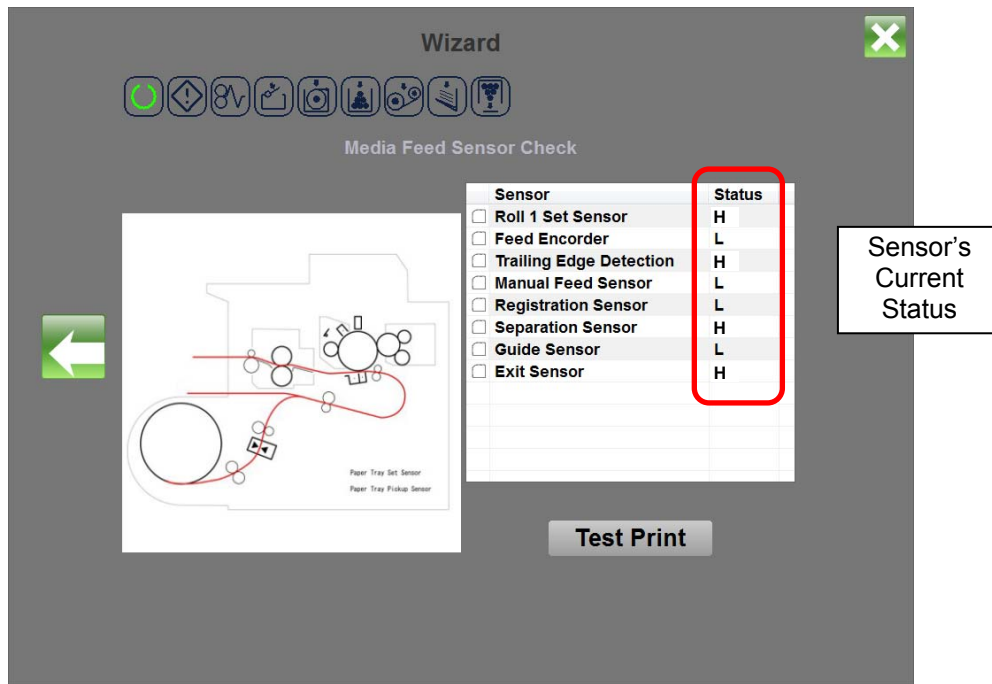 Wizard
Media Feed Sensor Check
Sensor Status
Roll 1 Set Sensor H
Feed Encorder L
Trailing Edge Detection H
Manual Feed Sensor L
Registration Sensor L
Separation Sensor H
Guide Sensor L
Exit Sensor H
Sensor's
Current
Status
Paper Tray Set Sensor
Paper Tray Pickup Sensor
Test Print